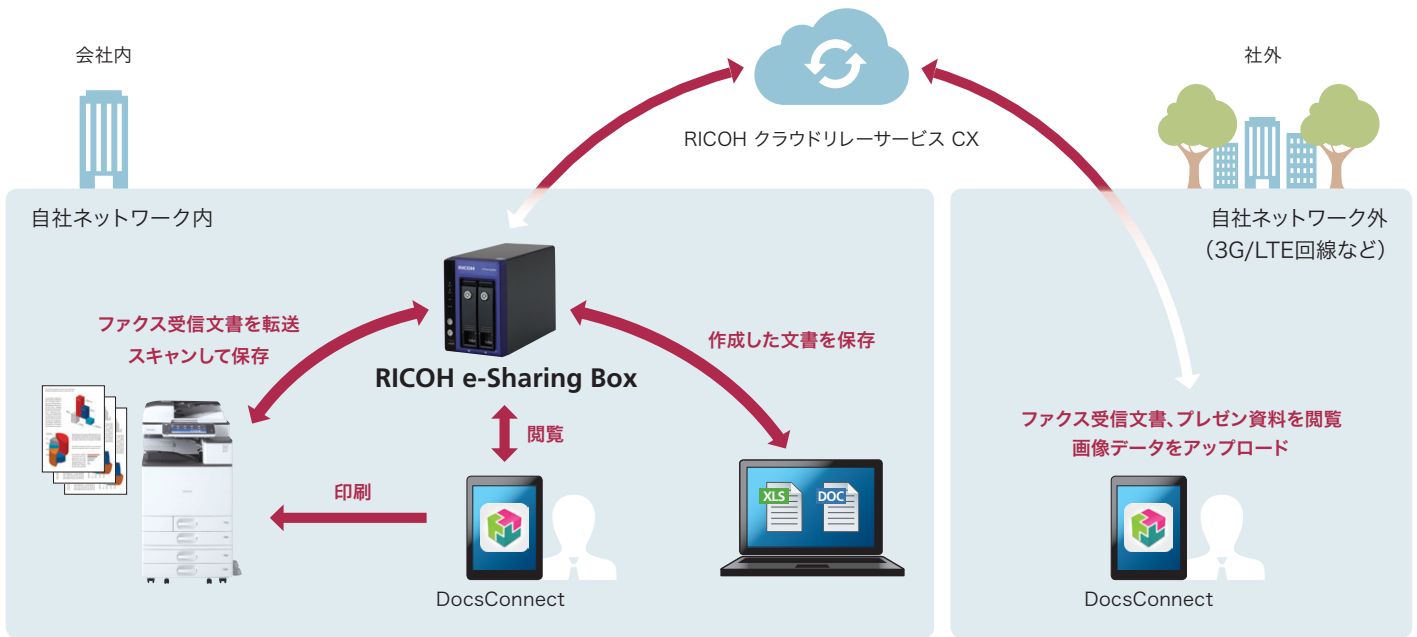 会社内
社外
RICOH クラウドリレーサービス CX
自社ネットワーク内
自社ネットワーク外
（3G/LTE回線など）
RICOH
ファクス受信文書を転送
スキャンして保存
作成した文書を保存
RICOH e-Sharing Box
閲覧
ファクス受信文書、プレゼン資料を閲覧
画像データをアップロード
印刷
XLS
DOC
DocsConnect
DocsConnect